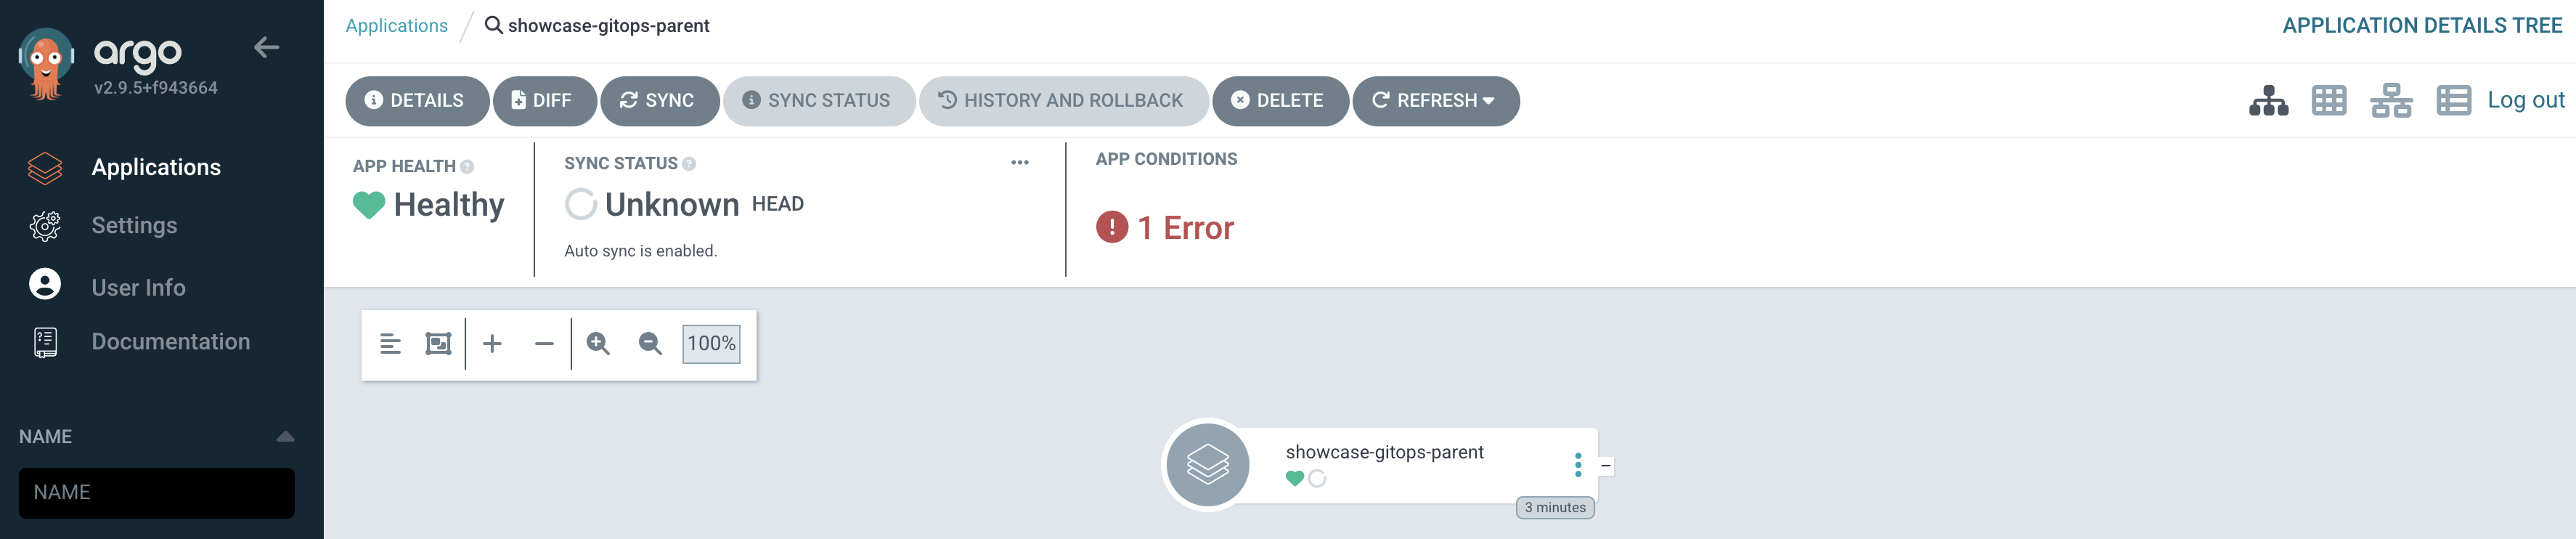 argo
v2.9.5+f943664
Applications
Settings
User Info
Documentation
NAME
NAME
Applications / showcase-gitops-parent
APPLICATION DETAILS TREE
DETAILS DIFF SYNC SYNC STATUS HISTORY AND ROLLBACK DELETE REFRESH
Log out
APP HEALTH
Healthy
SYNC STATUS
Unknown HEAD
Auto sync is enabled.
APP CONDITIONS
1 Error
100%
showcase-gitops-parent
3 minutes